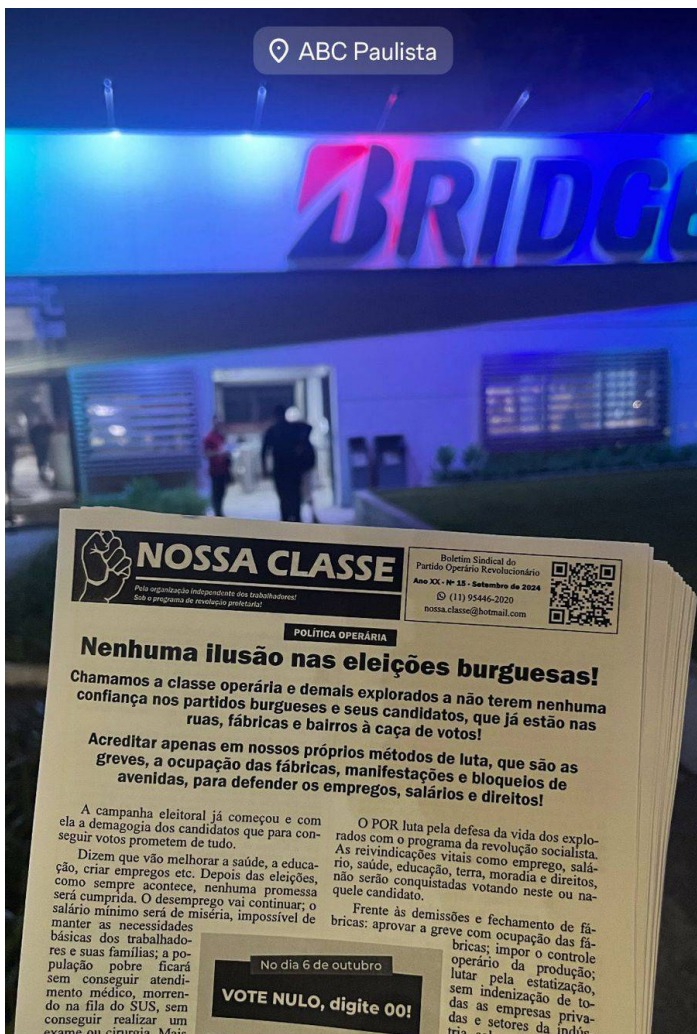 ABC Paulista
BRIDG
NOSSA CLASSE
Pela organização independente dos trabalhadores!
Sob o programa de revolução proletária!
Boletim Sindical do
Partido Operário Revolucionário
Ano XX - Nº 15 - Setembro de 2024
(11) 95446-2020
nossa.classe@hotmail.com
POLÍTICA OPERÁRIA
Nenhuma ilusão nas eleições burguesas!
Chamamos a classe operária e demais explorados a não terem nenhuma
confiança nos partidos burgueses e seus candidatos, que já estão nas
ruas, fábricas e bairros à caça de votos!
Acreditar apenas em nossos próprios métodos de luta, que são as
greves, a ocupação das fábricas, manifestações e bloqueios de
avenidas, para defender os empregos, salários e direitos!
A campanha eleitoral já começou e com
ela a demagogia dos candidatos que para con-
seguir votos prometem de tudo.
Dizem que vão melhorar a saúde, a educa-
ção, criar empregos etc. Depois das eleições,
como sempre acontece, nenhuma promessa
será cumprida. O desemprego vai continuar; o
salário mínimo será de miséria, impossível de
manter as necessidades
básicas dos trabalhado-
res e suas famílias; a po-
pulação pobre ficará
sem conseguir atendi-
mento médico, morren-
do na fila do SUS, sem
conseguir realizar um
exame ou cirurgia. Mais
O POR luta pela defesa da vida dos explo-
rados com o programa da revolução socialista.
As reivindicações vitais como emprego, salá-
rio, saúde, educação, terra, moradia e direitos,
não serão conquistadas votando neste ou na-
quele candidato.
Frente às demissões e fechamento de fá-
bricas: aprovar a greve com ocupação das fá-
bricas; impor o controle
operário da produção;
lutar pela estatização,
sem indenização de to-
das as empresas priva-
das e setores da indús-
No dia 6 de outubro
VOTE NULO, digite 00!